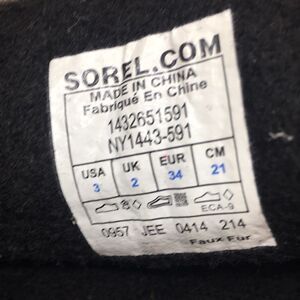 SOREL.COM
MADE IN CHINA
Fabriqué En Chine
1432651591
NY1443-591
USA UK EUR CM
3 2 34 21
ECA-9
0957 JEE 0414 214
Faux Fur